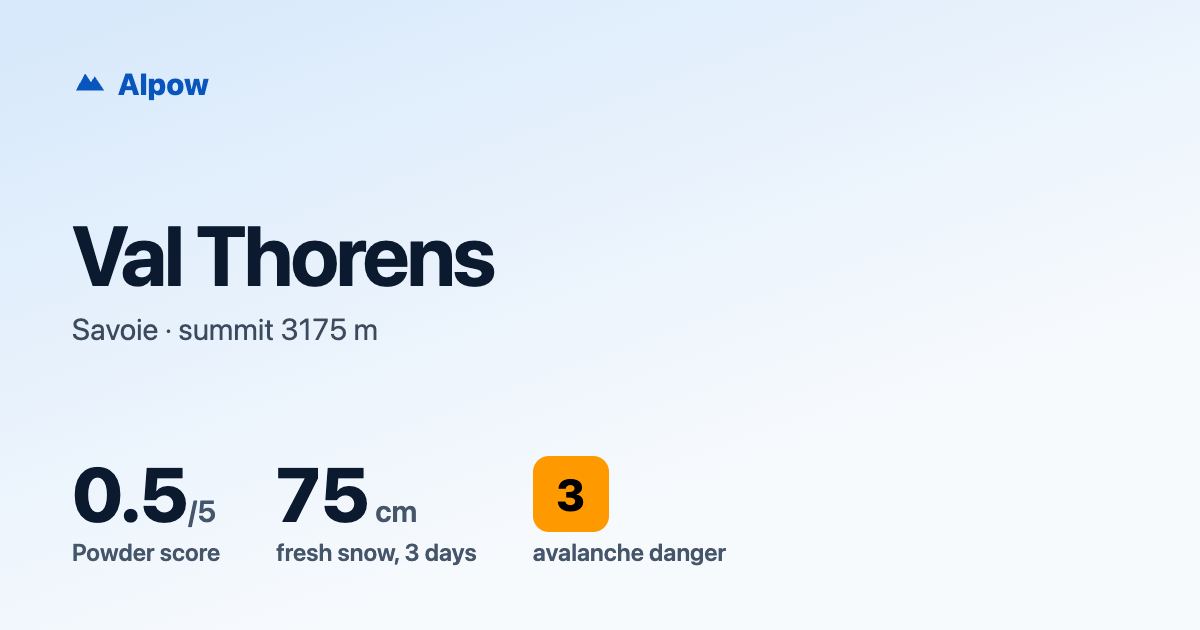 Alpow
Val Thorens
Savoie · summit 3175 m
0.5/5 75 cm 3
Powder score fresh snow, 3 days avalanche danger